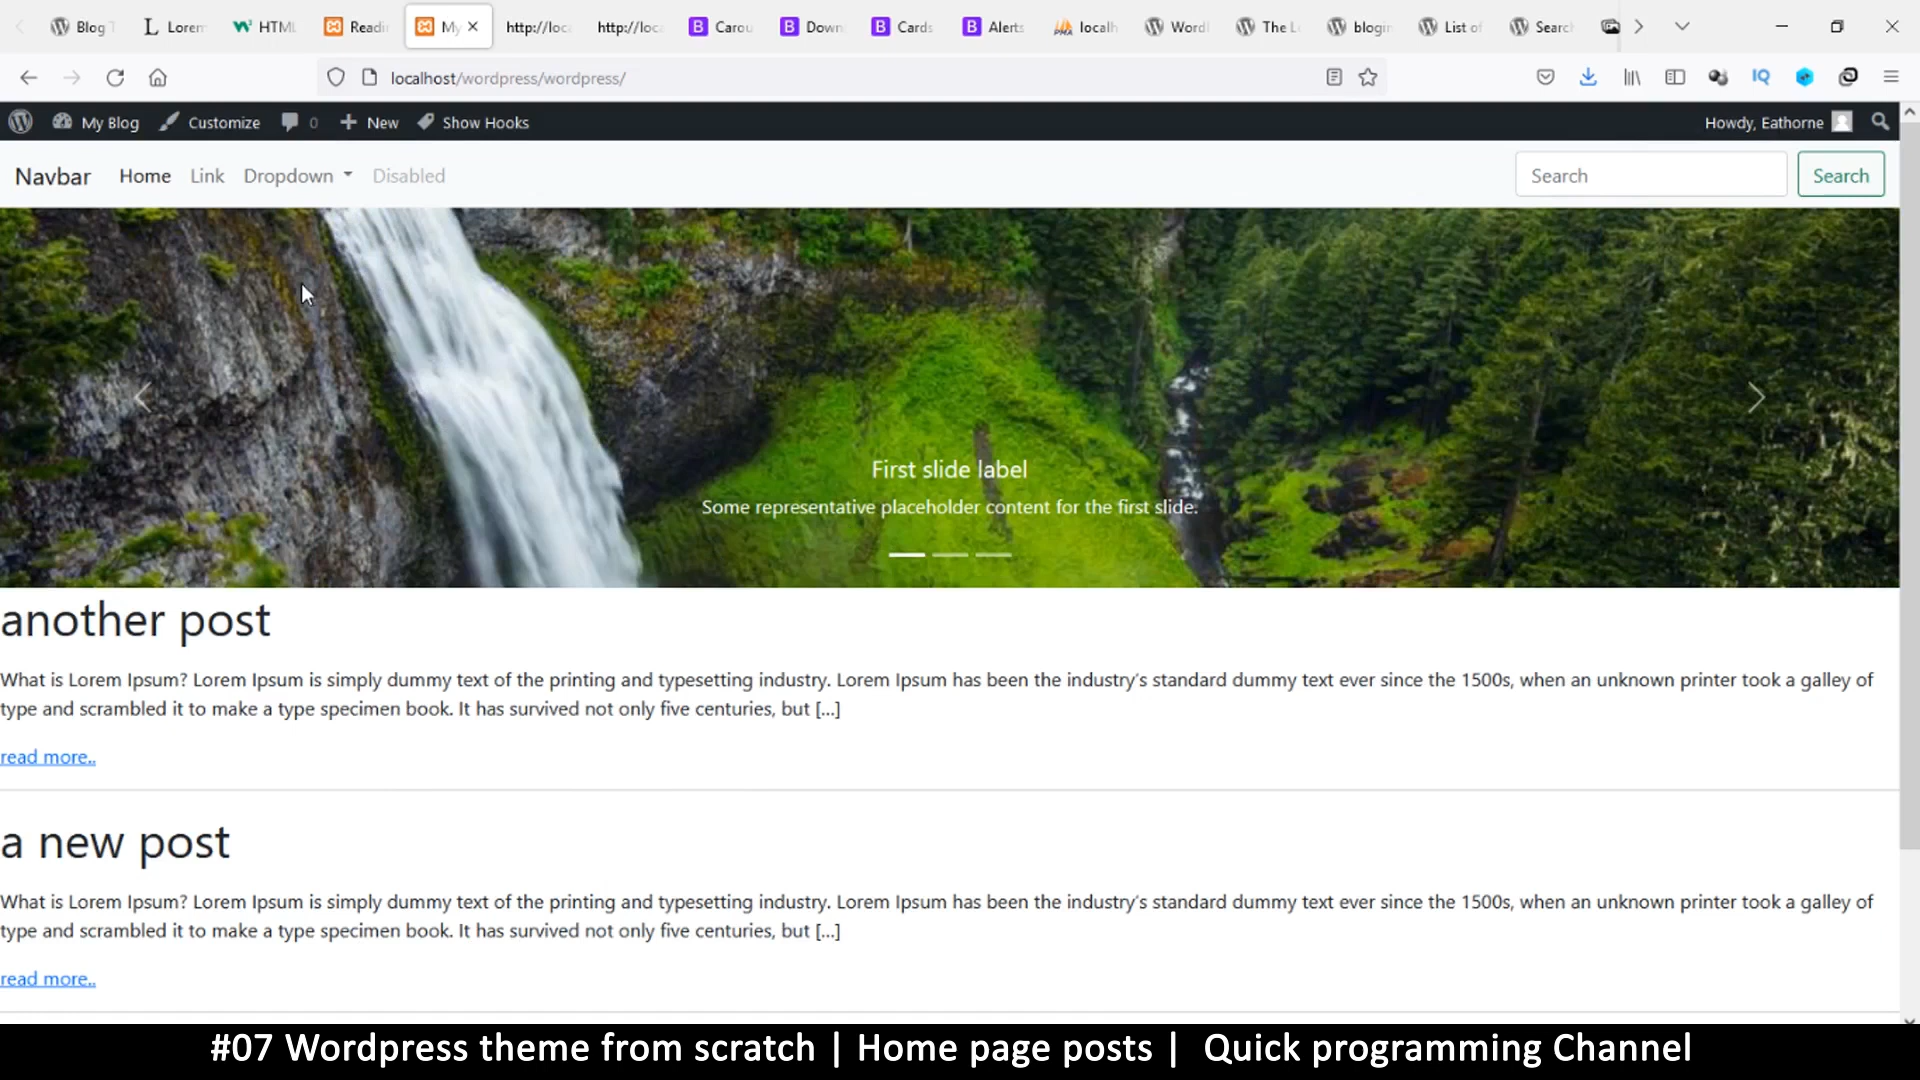 Blog T
Lorem
HTML
Readin
My
http://loc
http://loc
Carou
Down
Cards
Alerts
localh
Wordl
The L
blogin
List of
Search
localhost/wordpress/wordpress/
IQ
My Blog Customize 0 New Show Hooks
Howdy, Eathorne
Navbar Home Link Dropdown Disabled
Search
Search
First slide label
Some representative placeholder content for the first slide.
another post
What is Lorem Ipsum? Lorem Ipsum is simply dummy text of the printing and typesetting industry. Lorem Ipsum has been the industry's standard dummy text ever since the 1500s, when an unknown printer took a galley of
type and scrambled it to make a type specimen book. It has survived not only five centuries, but [...]
read more..
a new post
What is Lorem Ipsum? Lorem Ipsum is simply dummy text of the printing and typesetting industry. Lorem Ipsum has been the industry's standard dummy text ever since the 1500s, when an unknown printer took a galley of
type and scrambled it to make a type specimen book. It has survived not only five centuries, but [...]
read more..
#07 Wordpress theme from scratch | Home page posts | Quick programming Channel